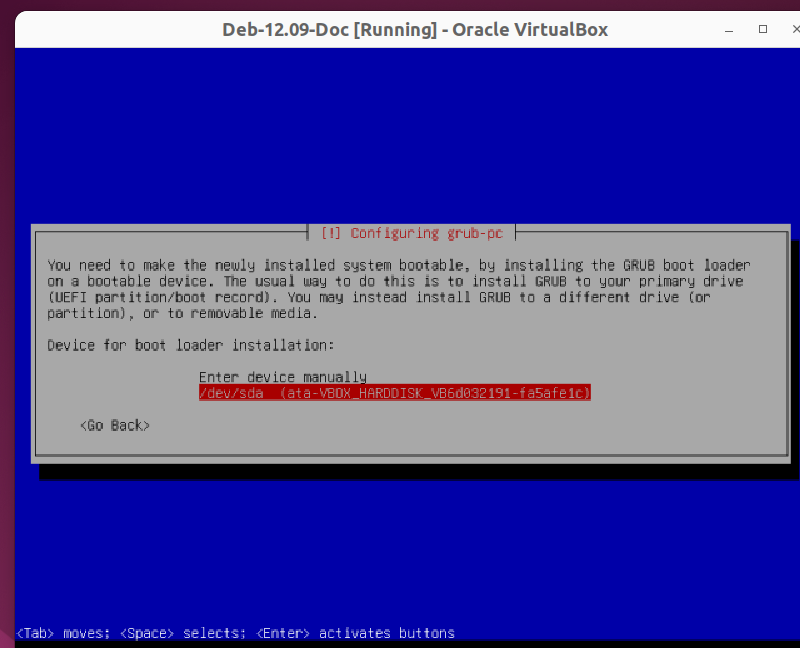 Deb-12.09-Doc [Running] - Oracle VirtualBox
[!] Configuring grub-pc
You need to make the newly installed system bootable, by installing the GRUB boot loader
on a bootable device. The usual way to do this is to install GRUB to your primary drive
(UEFI partition/boot record). You may instead install GRUB to a different drive (or
partition), or to removable media.
Device for boot loader installation:
Enter device manually
/dev/sda (ata-VBOX_HARDDISK_VB6d032191-fa5afe1c)
<Go Back>
<Tab> moves; <Space> selects; <Enter> activates buttons